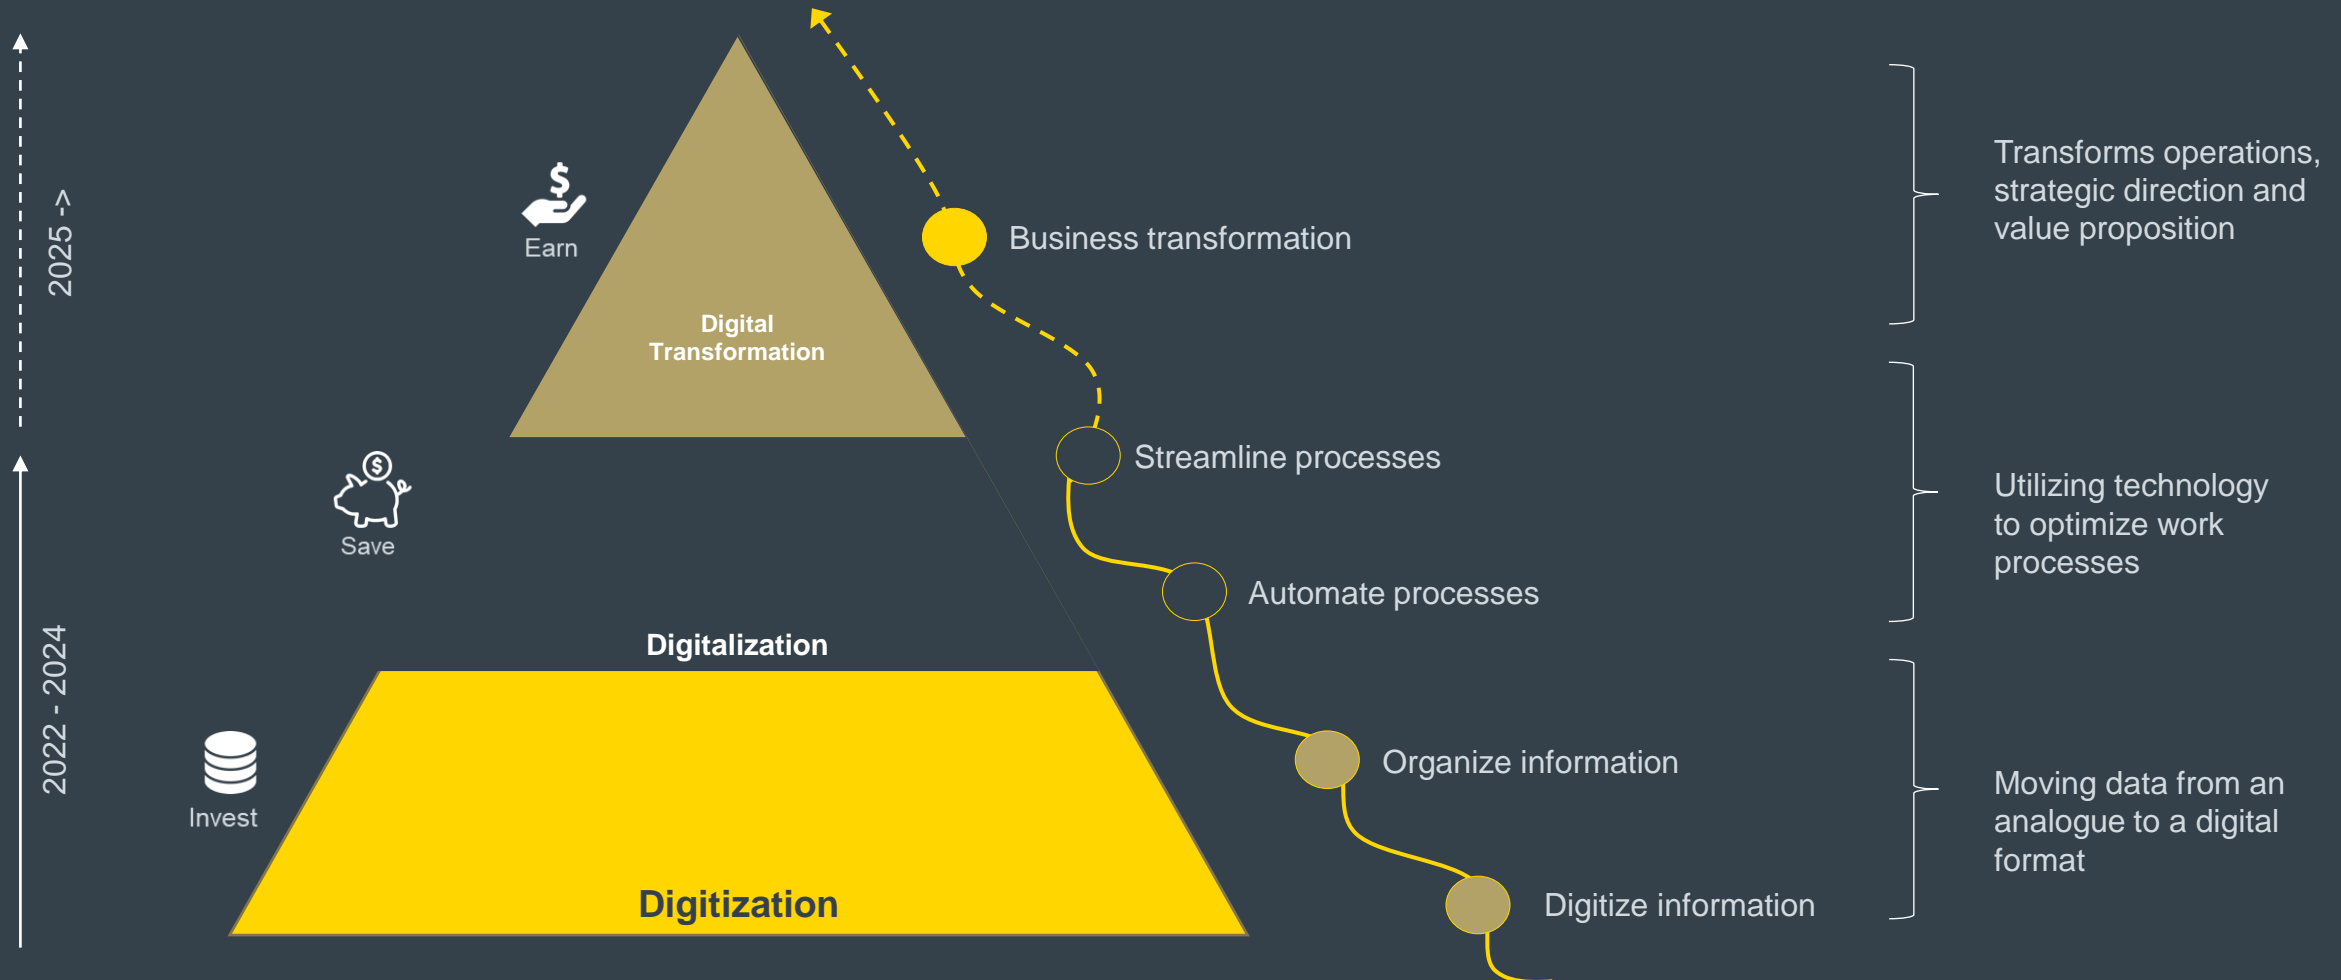 2025 ->
2022 - 2024
$
Earn
Digital
Transformation
$
Save
Digitalization
Invest
Digitization
Business transformation
Streamline processes
Automate processes
Organize information
Digitize information
Transforms operations,
strategic direction and
value proposition
Utilizing technology
to optimize work
processes
Moving data from an
analogue to a digital
format